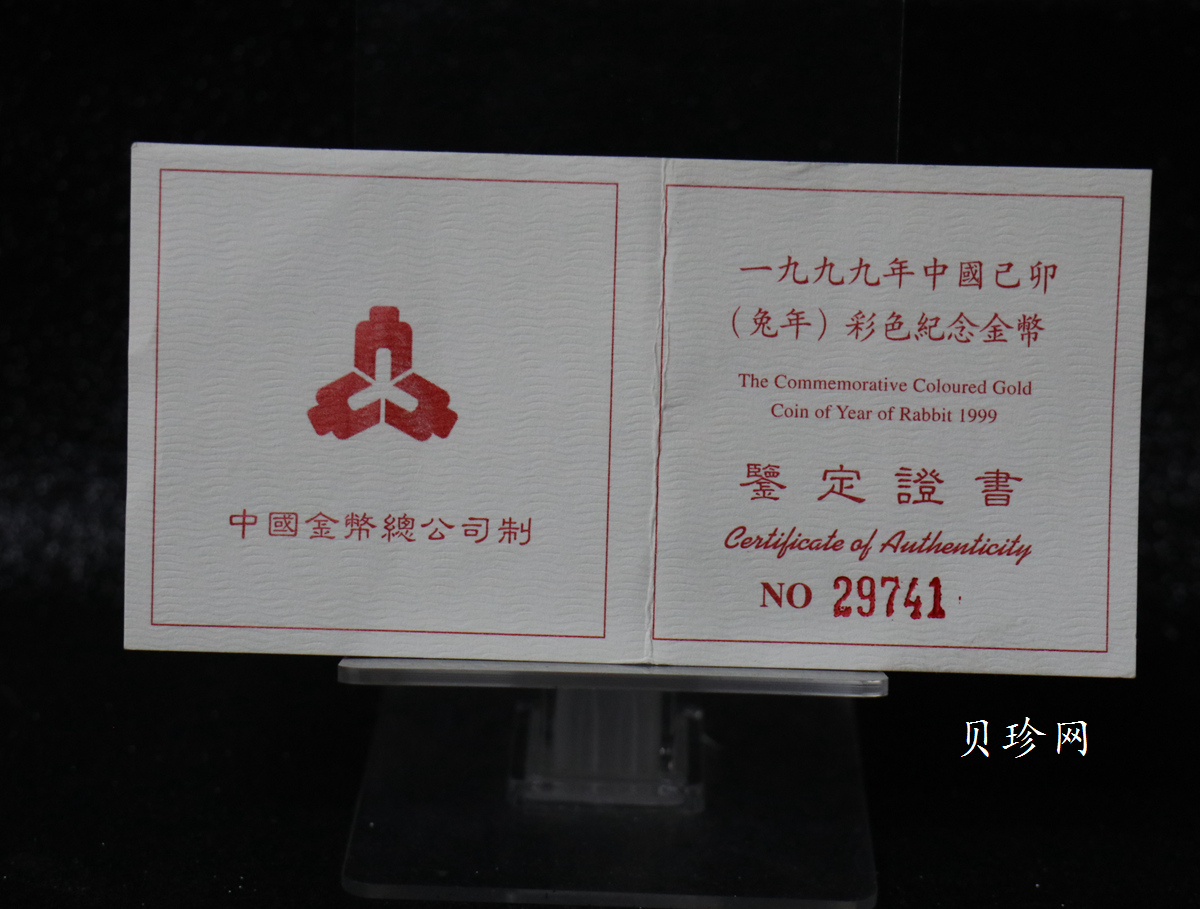 中國金幣總公司制
一九九九年中國己卯
（兔年）彩色紀念金幣
The Commemorative Coloured Gold
Coin of Year of Rabbit 1999
鑒定證書
Certificate of Authenticity
NO 29741
贝珍网